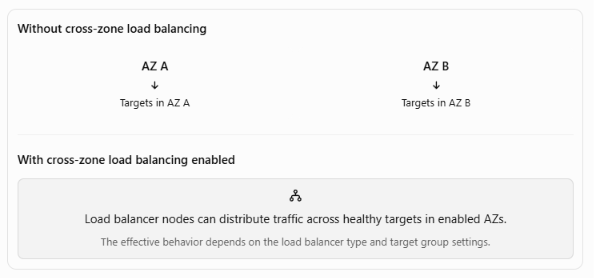 Without cross-zone load balancing
AZ A
AZ B
↓
↓
Targets in AZ A
Targets in AZ B
With cross-zone load balancing enabled
Load balancer nodes can distribute traffic across healthy targets in enabled AZs.
The effective behavior depends on the load balancer type and target group settings.